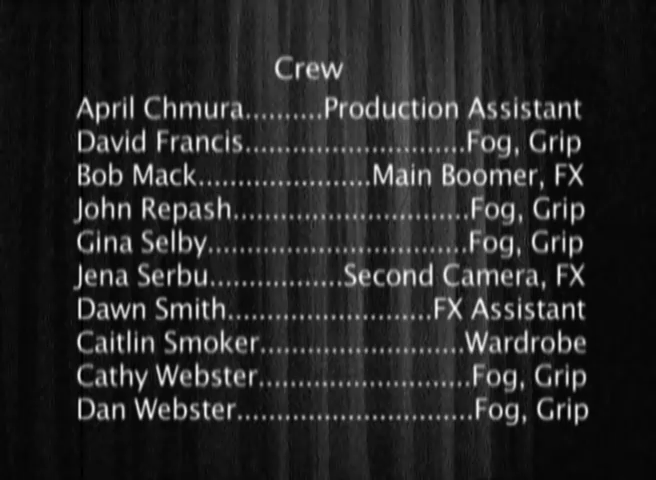 Crew
April Chmura..........Production Assistant
David Francis...........................Fog, Grip
Bob Mack.....................Main Boomer, FX
John Repash.............................Fog, Grip
Gina Selby................................Fog, Grip
Jena Serbu................Second Camera, FX
Dawn Smith.........................FX Assistant
Caitlin Smoker.........................Wardrobe
Cathy Webster..........................Fog, Grip
Dan Webster.............................Fog, Grip